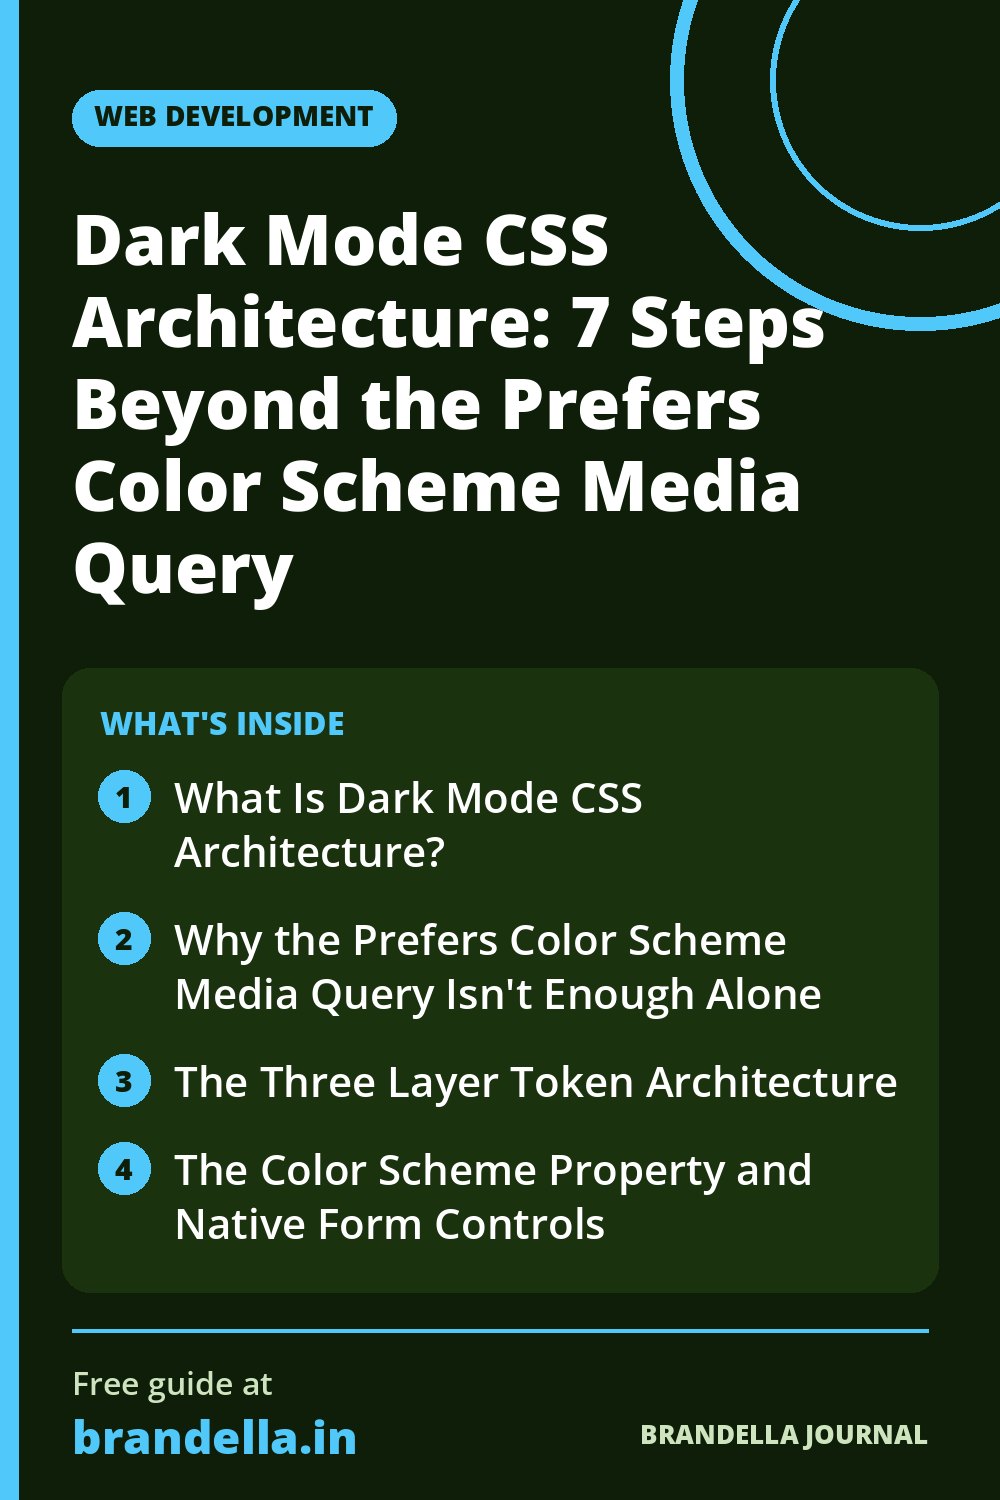 WEB DEVELOPMENT
Dark Mode CSS
Architecture: 7 Steps
Beyond the Prefers
Color Scheme Media
Query
WHAT'S INSIDE
1 What Is Dark Mode CSS
Architecture?
2 Why the Prefers Color Scheme
Media Query Isn't Enough Alone
3 The Three Layer Token Architecture
4 The Color Scheme Property and
Native Form Controls
Free guide at
brandella.in
BRANDELLA JOURNAL